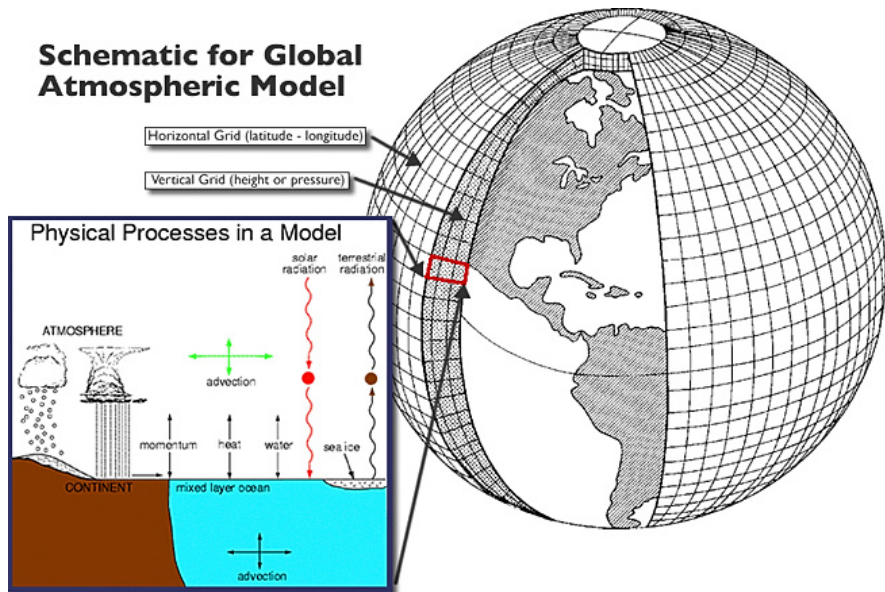 Schematic for Global
Atmospheric Model
Horizontal Grid (latitude - longitude)
Vertical Grid (height or pressure)
Physical Processes in a Model
solar
radiation
terrestrial
radiation
ATMOSPHERE
advection
momentum
heat
water
sea ice
CONTINENT
mixed layer ocean
advection